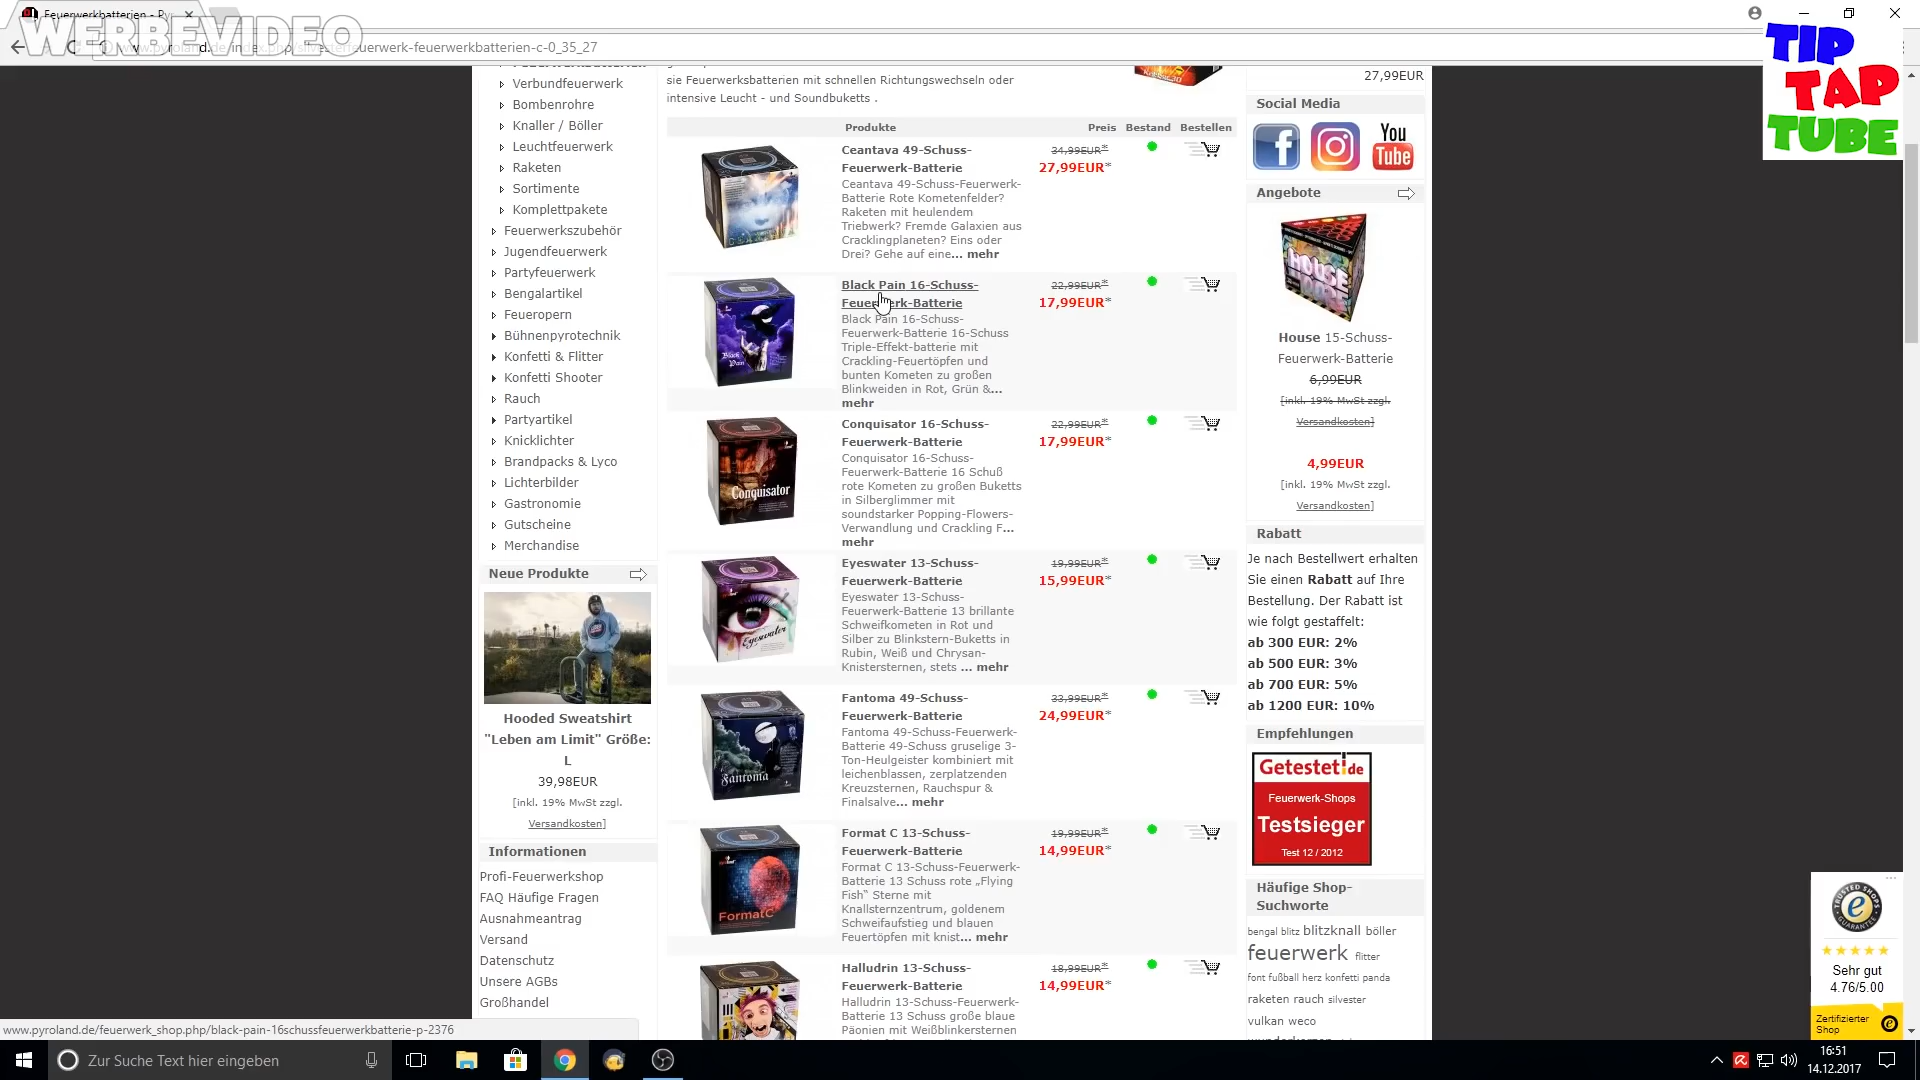 Feuerwerkbatterien - Pyr
WERBEVIDEO
www.pyroland.de/index.php/silvesterfeuerwerk-feuerwerkbatterien-c-0_35_27
TIP
TAP
TUBE
Verbundfeuerwerk
Bombenrohre
Knaller / Böller
Leuchtfeuerwerk
Raketen
Sortimente
Komplettpakete
Feuerwerkszubehör
Jugendfeuerwerk
Partyfeuerwerk
Bengalartikel
Feueropern
Bühnenpyrotechnik
Konfetti & Flitter
Konfetti Shooter
Rauch
Partyartikel
Knicklichter
Brandpacks & Lyco
Lichterbilder
Gastronomie
Gutscheine
Merchandise
Neue Produkte
Hooded Sweatshirt
"Leben am Limit" Größe:
L
39,98EUR
[inkl. 19% MwSt zzgl.
Versandkosten]
Informationen
Profi-Feuerwerkshop
FAQ Häufige Fragen
Ausnahmeantrag
Versand
Datenschutz
Unsere AGBs
Großhandel
sie Feuerwerksbatterien mit schnellen Richtungswechseln oder
intensive Leucht - und Soundbuketts .
Produkte Preis Bestand Bestellen
Ceantava 49-Schuss-
Feuerwerk-Batterie
34,99EUR*
27,99EUR*
Ceantava 49-Schuss-Feuerwerk-
Batterie Rote Kometenfelder?
Raketen mit heulendem
Triebwerk? Fremde Galaxien aus
Cracklingplaneten? Eins oder
Drei? Gehe auf eine... mehr
Black Pain
Black Pain 16-Schuss-
Feuerwerk-Batterie
22,99EUR*
17,99EUR*
Black Pain 16-Schuss-
Feuerwerk-Batterie 16-Schuss
Triple-Effekt-batterie mit
Crackling-Feuertöpfen und
bunten Kometen zu großen
Blinkweiden in Rot, Grün &...
mehr
Conquisator
Conquisator 16-Schuss-
Feuerwerk-Batterie
22,99EUR*
17,99EUR*
Conquisator 16-Schuss-
Feuerwerk-Batterie 16 Schuß
rote Kometen zu großen Buketts
in Silberglimmer mit
soundstarker Popping-Flowers-
Verwandlung und Crackling F...
mehr
Eyeswater
Eyeswater 13-Schuss-
Feuerwerk-Batterie
19,99EUR*
15,99EUR*
Eyeswater 13-Schuss-
Feuerwerk-Batterie 13 brillante
Schweifkometen in Rot und
Silber zu Blinkstern-Buketts in
Rubin, Weiß und Chrysan-
Knistersternen, stets ... mehr
Fantoma
Fantoma 49-Schuss-
Feuerwerk-Batterie
33,99EUR*
24,99EUR*
Fantoma 49-Schuss-Feuerwerk-
Batterie 49-Schuss gruselige 3-
Ton-Heulgeister kombiniert mit
leichenblassen, zerplatzenden
Kreuzsternen, Rauchspur &
Finalsalve... mehr
FormatC
Format C 13-Schuss-
Feuerwerk-Batterie
19,99EUR*
14,99EUR*
Format C 13-Schuss-Feuerwerk-
Batterie 13 Schuss rote „Flying
Fish“ Sterne mit
Knallsternzentrum, goldenem
Schweifaufstieg und blauen
Feuertöpfen mit knist... mehr
Halludrin 13-Schuss-
Feuerwerk-Batterie
18,99EUR*
14,99EUR*
Halludrin 13-Schuss-Feuerwerk-
Batterie 13 Schuss große blaue
Päonien mit Weißblinkersternen
27,99EUR
Social Media
You
Tube
Angebote
HOUSE
House 15-Schuss-
Feuerwerk-Batterie
6,99EUR
[inkl. 19% MwSt zzgl.
Versandkosten]
4,99EUR
[inkl. 19% MwSt zzgl.
Versandkosten]
Rabatt
Je nach Bestellwert erhalten
Sie einen Rabatt auf Ihre
Bestellung. Der Rabatt ist
wie folgt gestaffelt:
ab 300 EUR: 2%
ab 500 EUR: 3%
ab 700 EUR: 5%
ab 1200 EUR: 10%
Empfehlungen
Getestet.de
Feuerwerk-Shops
Testsieger
Test 12 / 2012
Häufige Shop-
Suchworte
bengal blitz blitzknall böller
feuerwerk flitter
font fußball herz konfetti panda
raketen rauch silvester
vulkan weco
TRUSTED SHOPS
GUARANTEE
Sehr gut
4.76/5.00
Zertifizierter
Shop
www.pyroland.de/feuerwerk_shop.php/black-pain-16schussfeuerwerkbatterie-p-2376
Zur Suche Text hier eingeben
16:51
14.12.2017